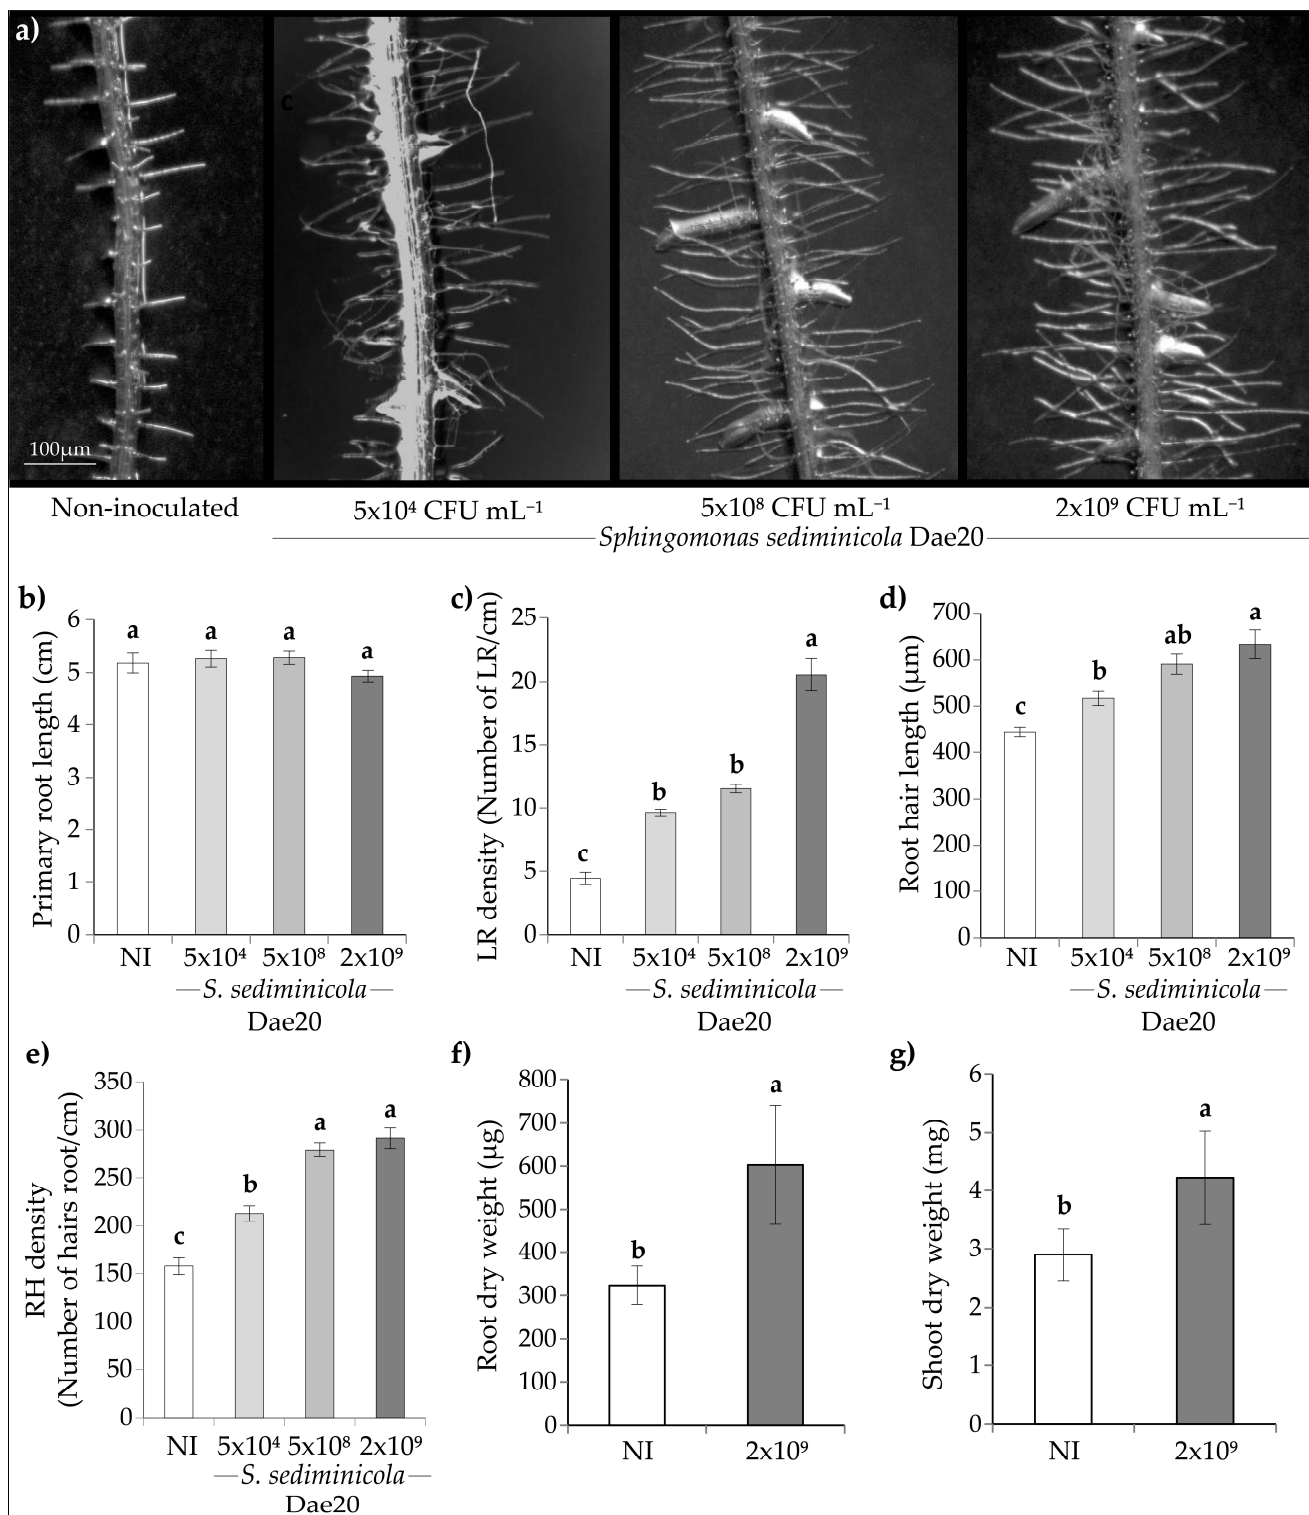 a)
c
100µm
Non-inoculated
5x10⁴ CFU mL⁻¹
5x10⁸ CFU mL⁻¹
2x10⁹ CFU mL⁻¹
Sphingomonas sediminicola Dae20
b)
Primary root length (cm)
6
5
4
3
2
1
0
a
a
a
a
NI
5x10⁴
5x10⁸
2x10⁹
S. sediminicola
Dae20
c)
LR density (Number of LR/cm)
25
20
15
10
5
0
c
b
b
a
NI
5x10⁴
5x10⁸
2x10⁹
S. sediminicola
Dae20
d)
Root hair length (µm)
700
600
500
400
300
200
100
0
c
b
ab
a
NI
5x10⁴
5x10⁸
2x10⁹
S. sediminicola
Dae20
e)
RH density
(Number of hairs root/cm)
350
300
250
200
150
100
50
0
c
b
a
a
NI
5x10⁴
5x10⁸
2x10⁹
S. sediminicola
Dae20
f)
Root dry weight (µg)
800
700
600
500
400
300
200
100
0
b
a
NI
2x10⁹
g)
Shoot dry weight (mg)
6
5
4
3
2
1
0
b
a
NI
2x10⁹